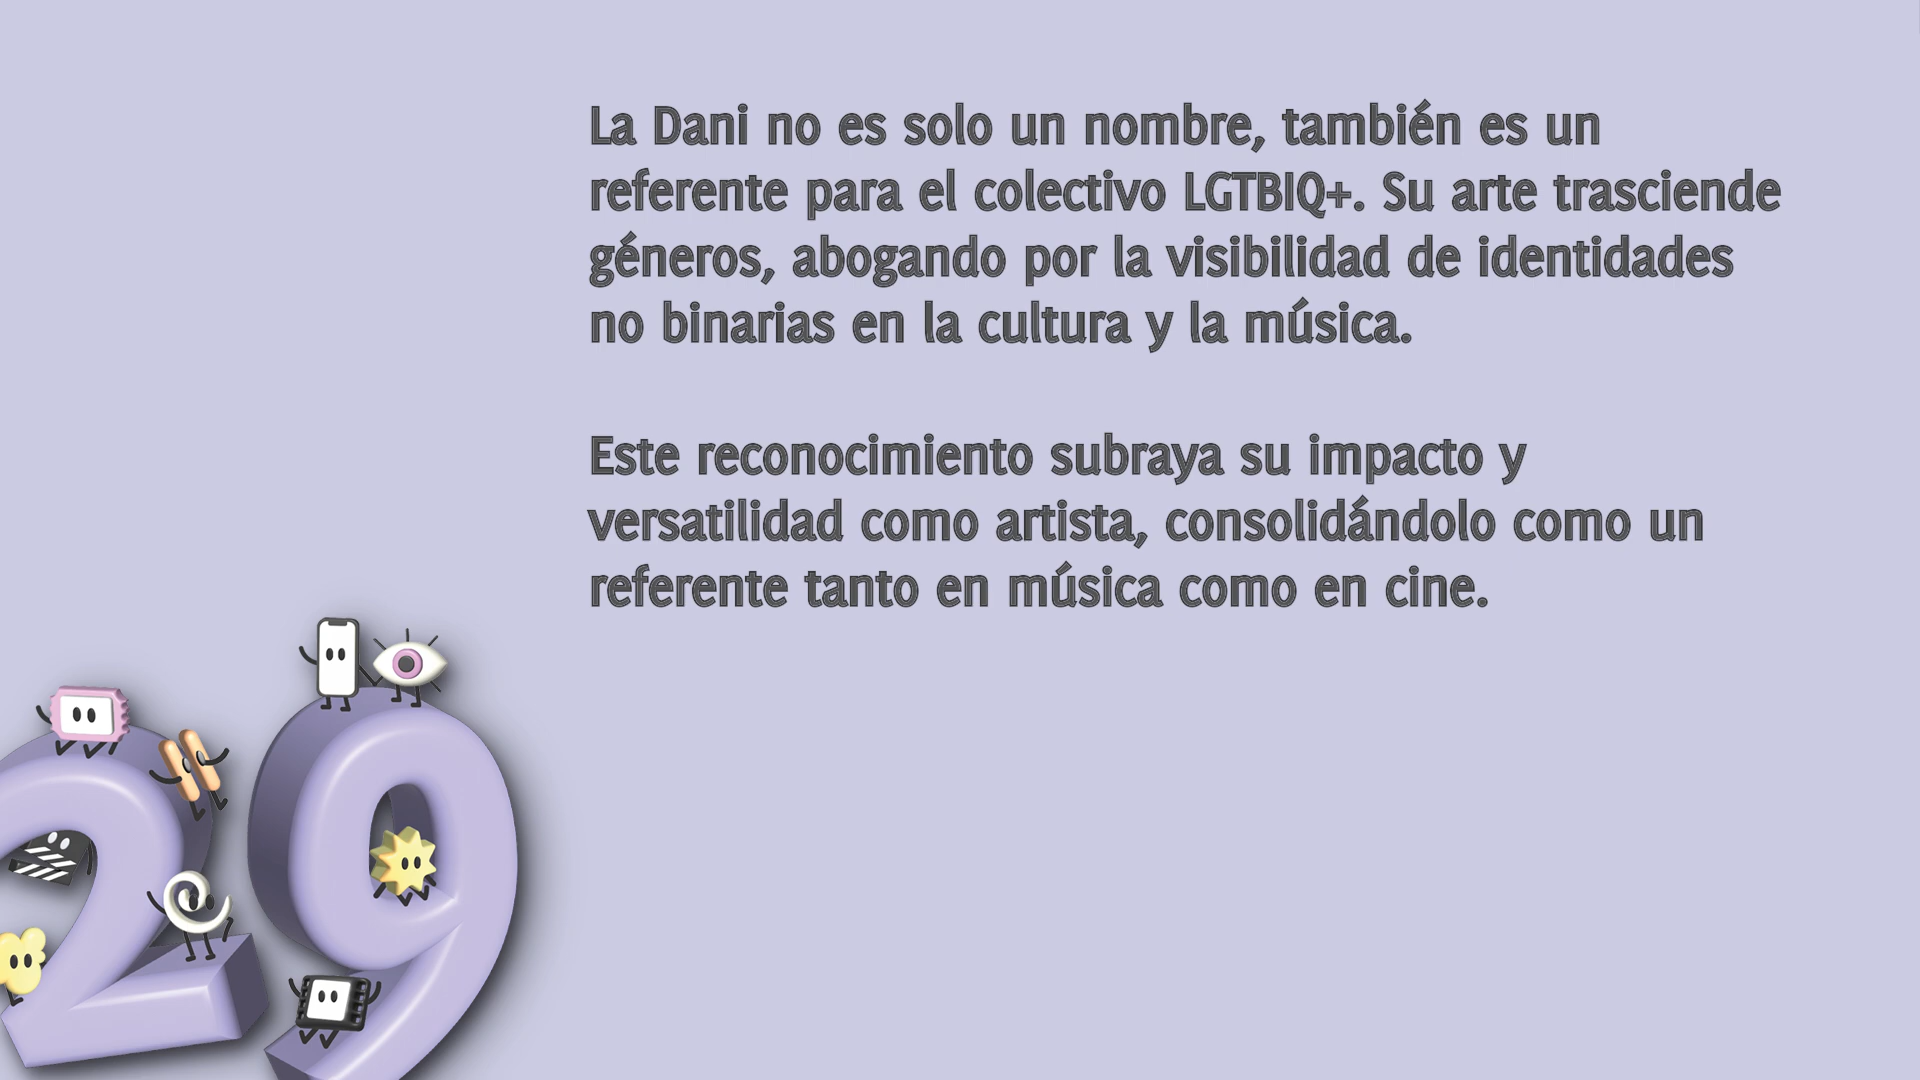 La Dani no es solo un nombre, también es un
referente para el colectivo LGTBIQ+. Su arte trasciende
géneros, abogando por la visibilidad de identidades
no binarias en la cultura y la música.
Este reconocimiento subraya su impacto y
versatilidad como artista, consolidándolo como un
referente tanto en música como en cine.
29